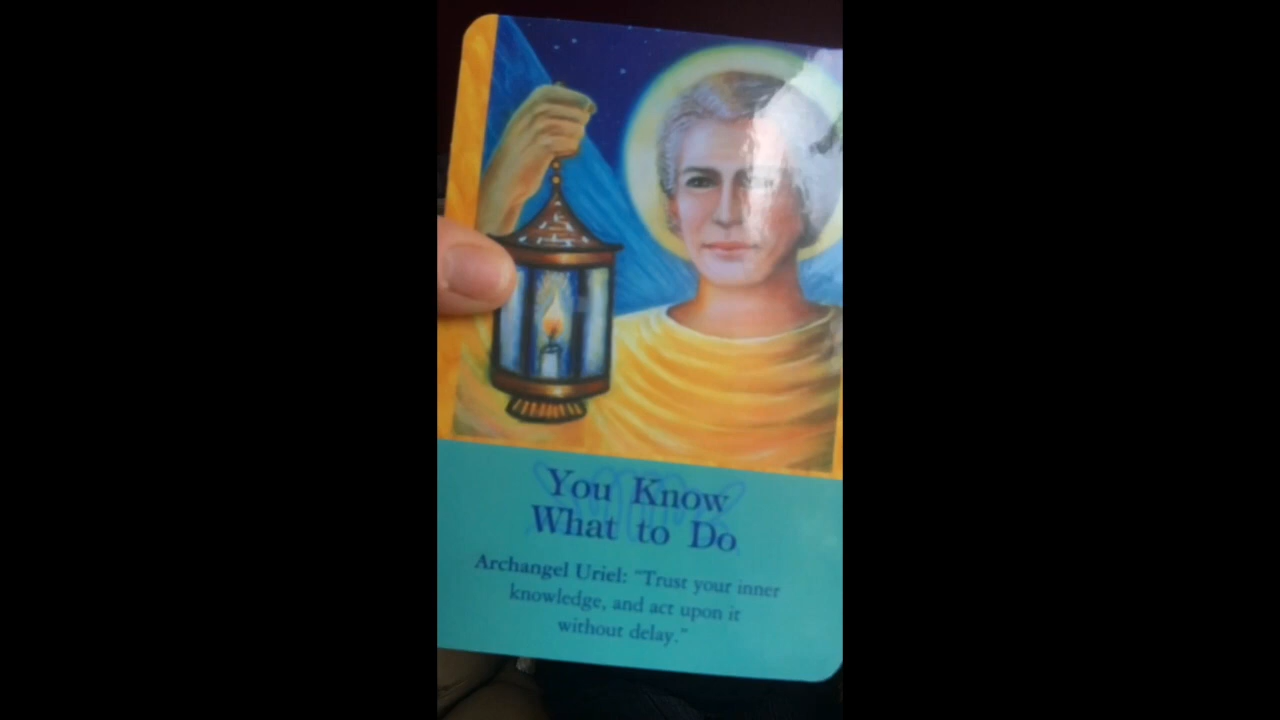 You Know
What to Do
Archangel Uriel: "Trust your inner
knowledge, and act upon it
without delay."